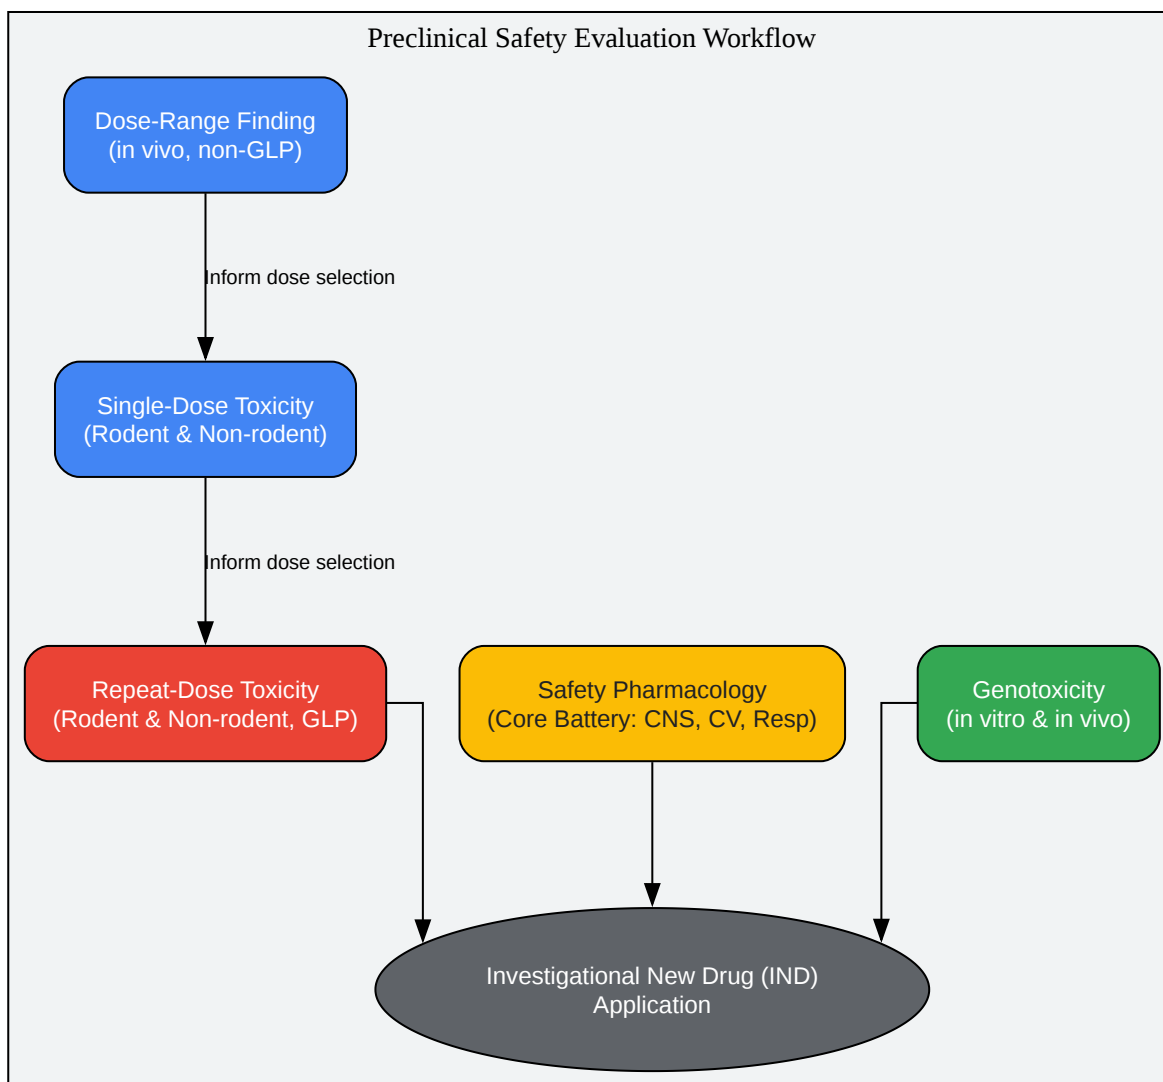 Preclinical Safety Evaluation Workflow
Dose-Range Finding
(in vivo, non-GLP)
Inform dose selection
Single-Dose Toxicity
(Rodent & Non-rodent)
Inform dose selection
Repeat-Dose Toxicity
(Rodent & Non-rodent, GLP)
Safety Pharmacology
(Core Battery: CNS, CV, Resp)
Genotoxicity
(in vitro & in vivo)
Investigational New Drug (IND)
Application